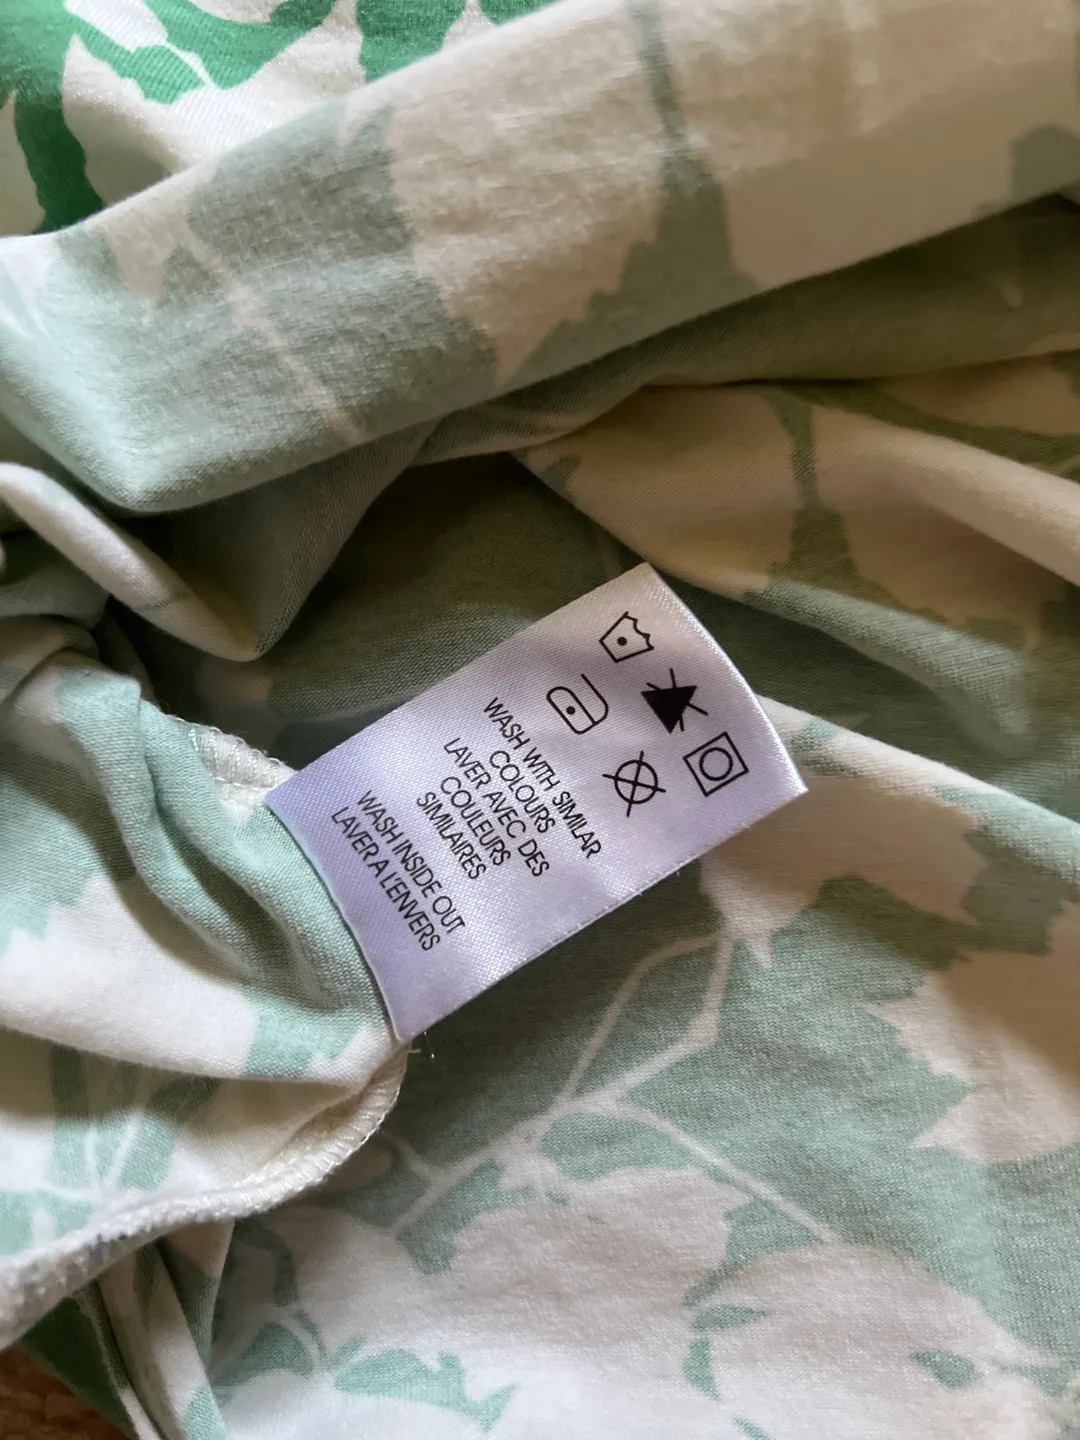 WASH WITH SIMILAR
COLOURS
LAVER AVEC DES
COULEURS
SIMILAIRES
WASH INSIDE OUT
LAVER A L'ENVERS